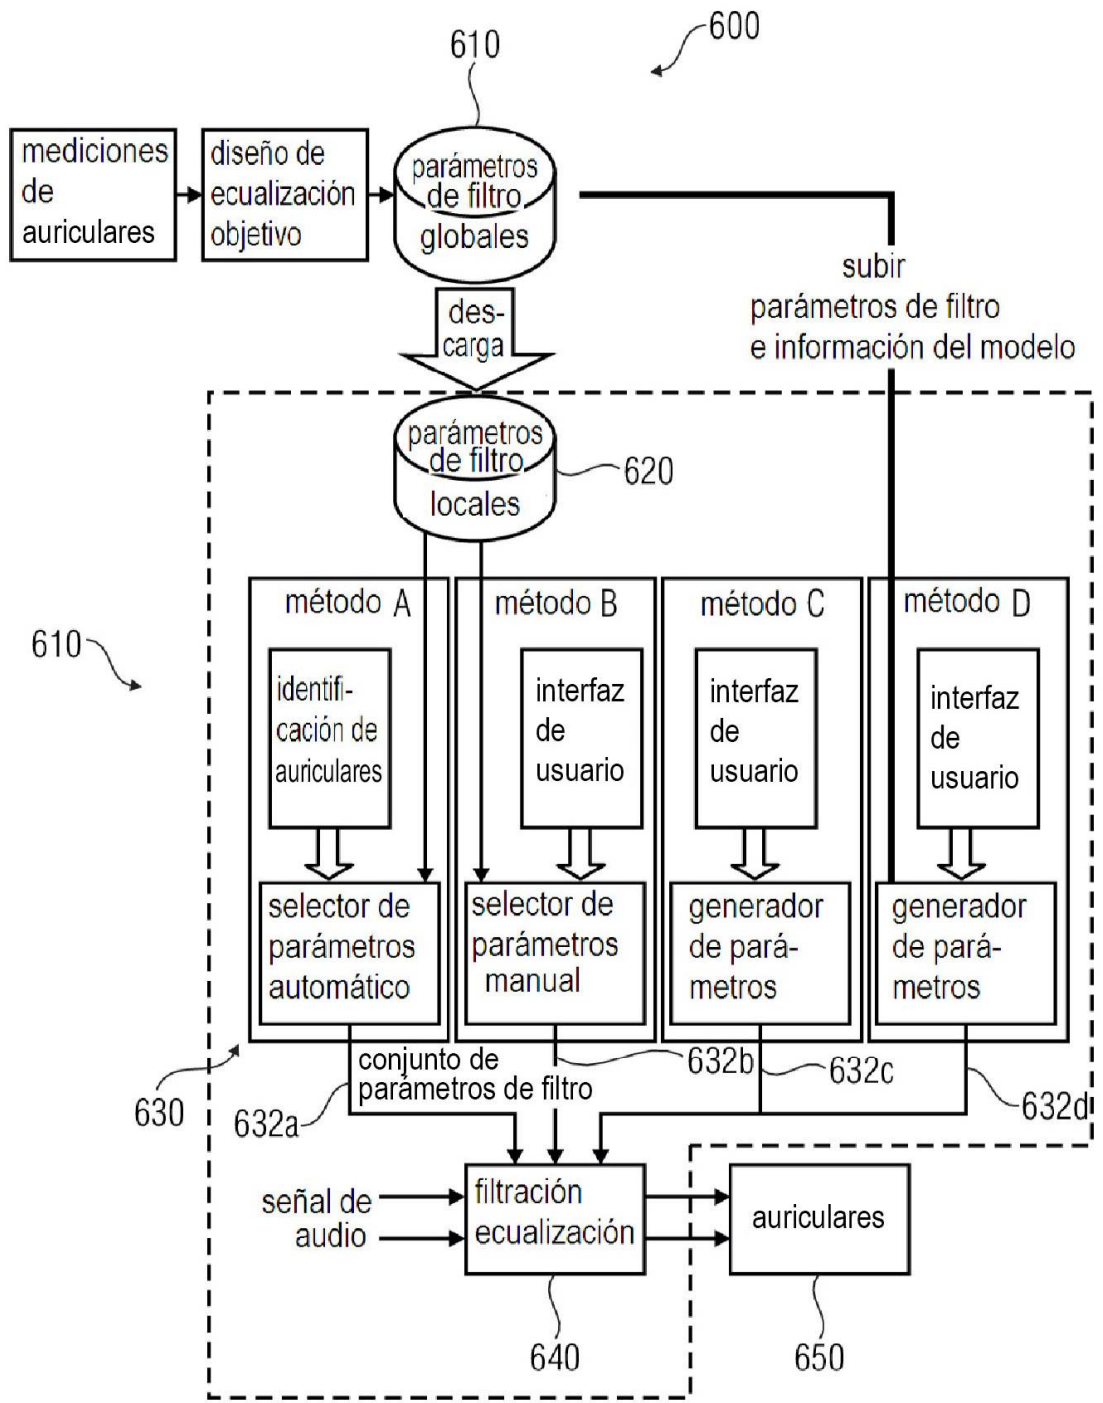 600
610
mediciones
de
auriculares
diseño de
ecualización
objetivo
parámetros
de filtro
globales
subir
parámetros de filtro
e información del modelo
des-
carga
parámetros
de filtro
locales
620
610
método A
método B
método C
método D
identifi-
cación de
auriculares
interfaz
de
usuario
interfaz
de
usuario
interfaz
de
usuario
selector de
parámetros
automático
selector de
parámetros
manual
generador
de pará-
metros
generador
de pará-
metros
630
632a
conjunto de
parámetros de filtro
632b
632c
632d
señal de
audio
filtración
ecualización
auriculares
640
650